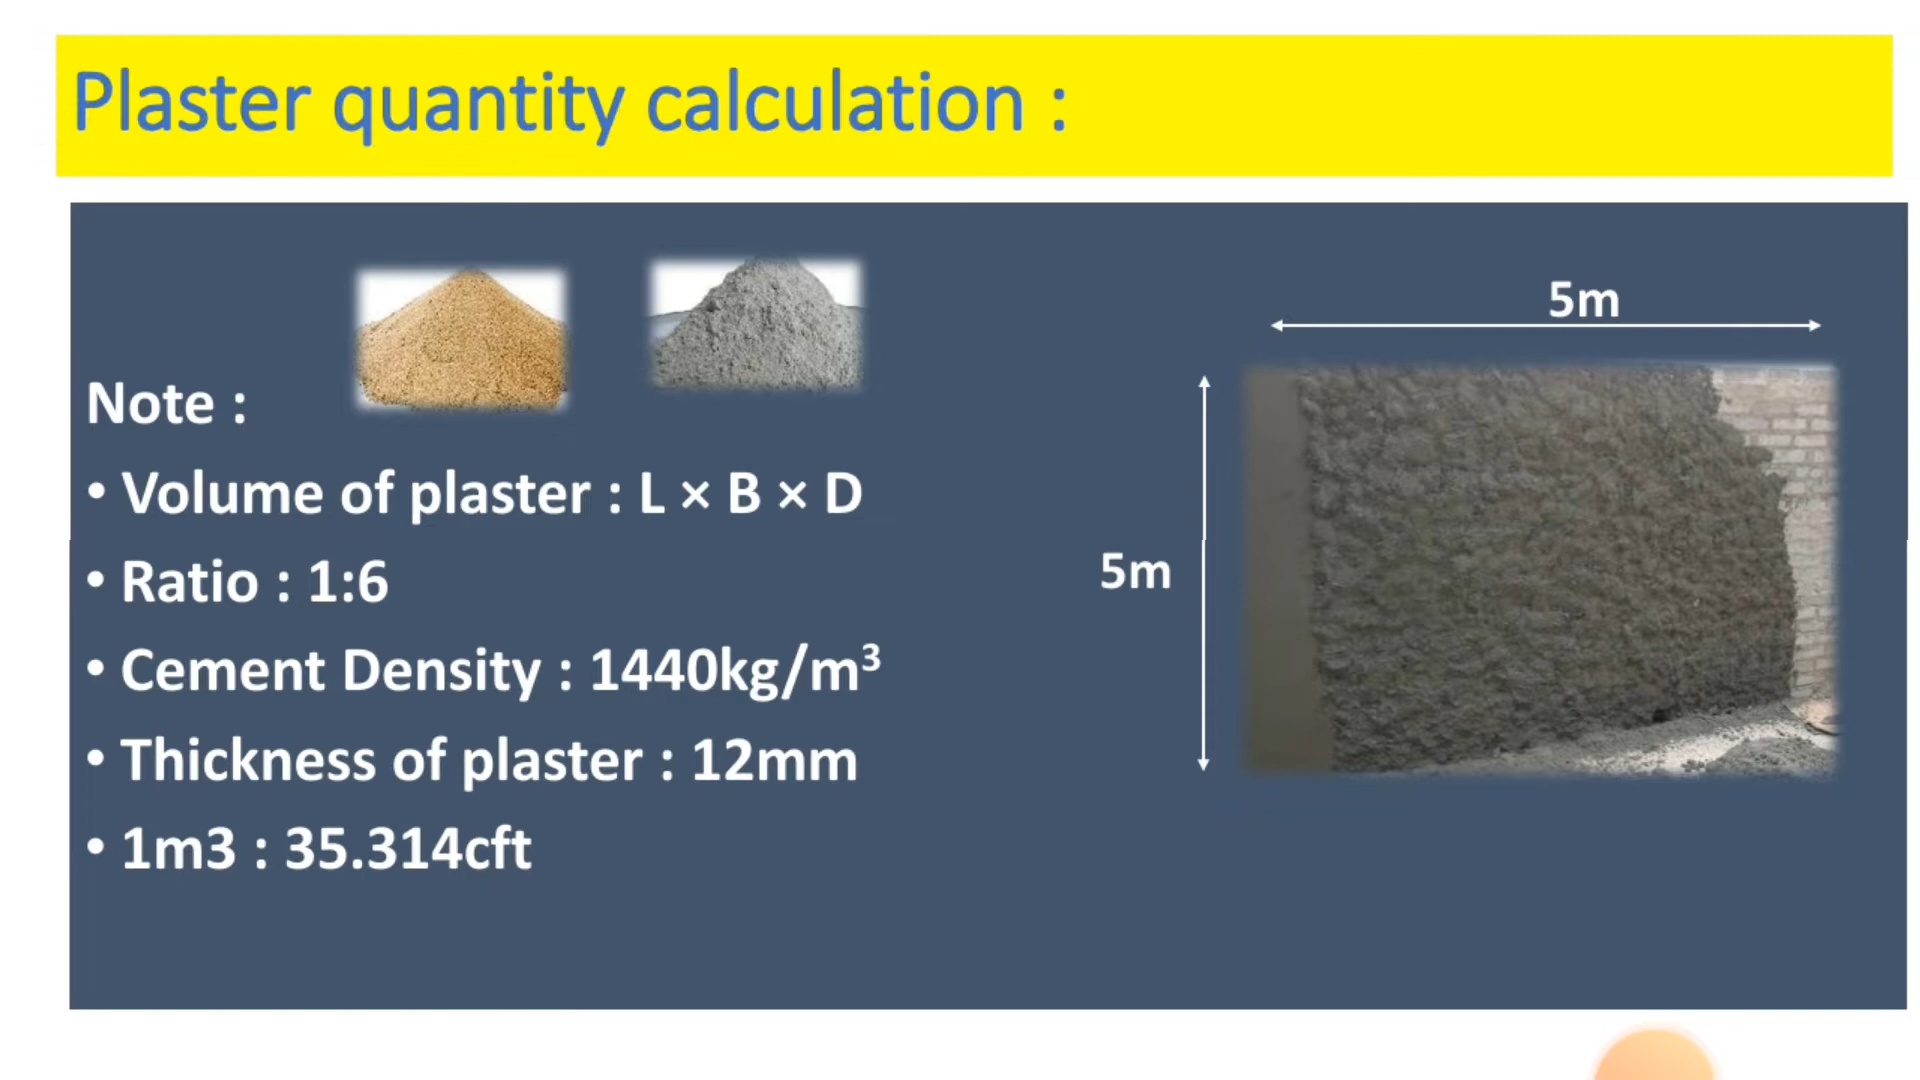 Plaster quantity calculation :
Note :
• Volume of plaster : L × B × D
• Ratio : 1:6
• Cement Density : 1440kg/m³
• Thickness of plaster : 12mm
• 1m3 : 35.314cft
5m
5m